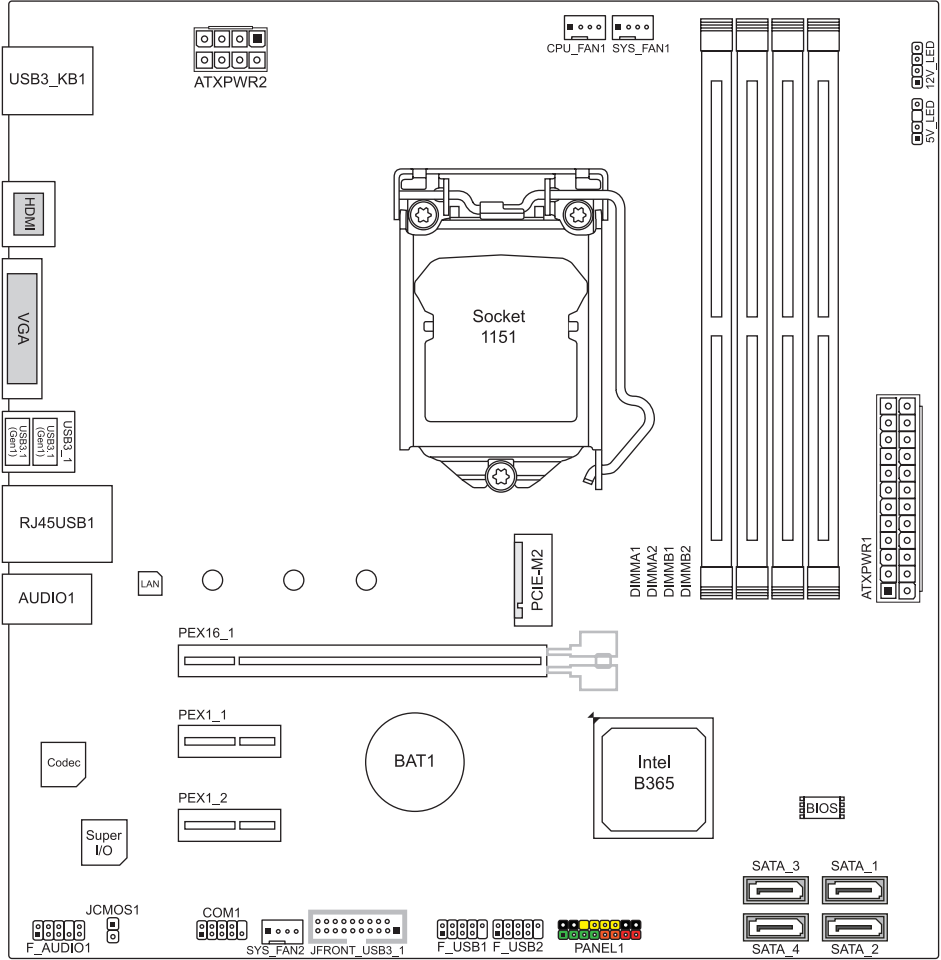 CPU_FAN1
SYS_FAN1
USB3_KB1
ATXPWR2
12V_LED
5V_LED
HDMI
VGA
Socket
1151
USB3_1
USB3.1
(Gen1)
USB3.1
(Gen1)
RJ45USB1
ATXPWR1
DIMMA1
DIMMA2
DIMMB1
DIMMB2
PCIE-M2
LAN
AUDIO1
PEX16_1
PEX1_1
BAT1
Intel
B365
Codec
PEX1_2
BIOS
Super
I/O
SATA_3
SATA_1
JCMOS1
COM1
F_AUDIO1
SYS_FAN2
JFRONT_USB3_1
F_USB1
F_USB2
PANEL1
SATA_4
SATA_2